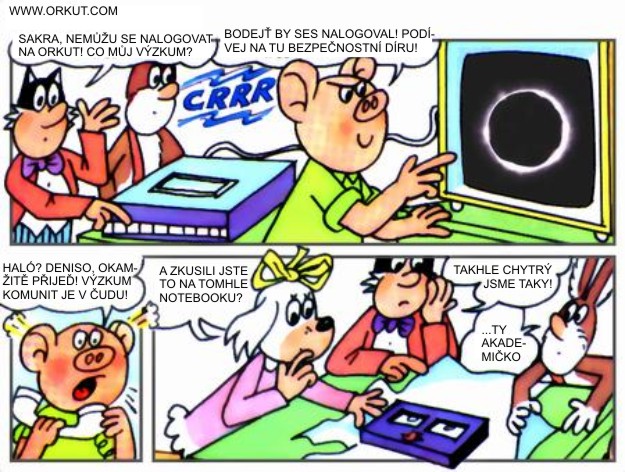 WWW.ORKUT.COM
SAKRA, NEMŮŽU SE NALOGOVAT
NA ORKUT! CO MŮJ VÝZKUM?
BODEJŤ BY SES NALOGOVAL! PODÍ-
VEJ NA TU BEZPEČNOSTNÍ DÍRU!
CRRR
HALÓ? DENISO, OKAM-
ŽITĚ PŘIJEĎ! VÝZKUM
KOMUNIT JE V ČUDU!
A ZKUSILI JSTE
TO NA TOMHLE
NOTEBOOKU?
TAKHLE CHYTRÝ
JSME TAKY!
...TY
AKADE-
MIČKO